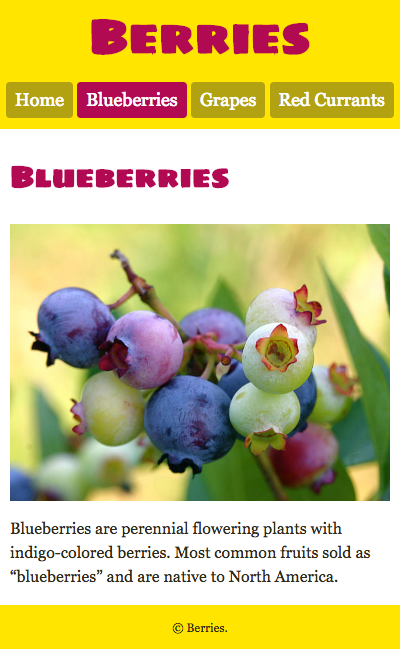 Berries
Home Blueberries Grapes Red Currants
Blueberries
Blueberries are perennial flowering plants with
indigo-colored berries. Most common fruits sold as
“blueberries” and are native to North America.
© Berries.